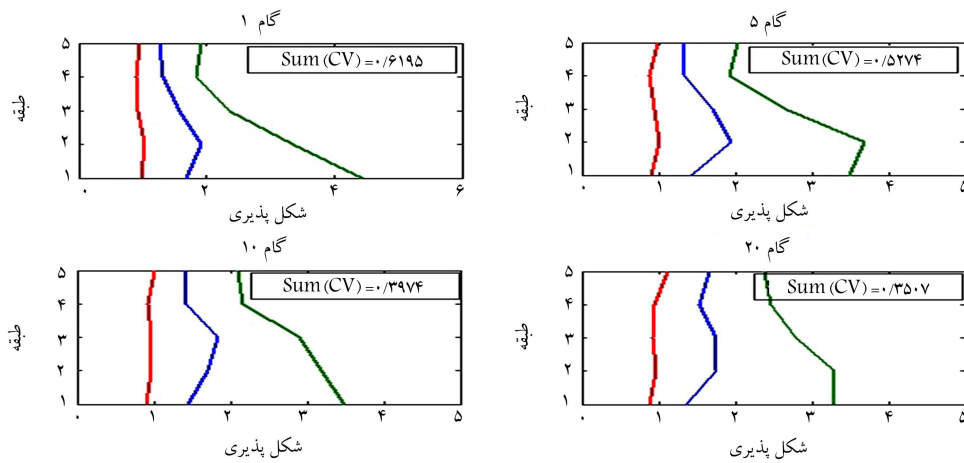 گام ۱
Sum(CV)=۰/۶۱۹۵
۵
۴
۳
۲
۱
طبقه
۰ ۲ ۴ ۶
شکل پذیری
گام ۵
Sum(CV)=۰/۵۲۷۴
۵
۴
۳
۲
۱
طبقه
۰ ۱ ۲ ۳ ۴ ۵
شکل پذیری
گام ۱۰
Sum(CV)=۰/۳۹۷۴
۵
۴
۳
۲
۱
طبقه
۰ ۱ ۲ ۳ ۴ ۵
شکل پذیری
گام ۲۰
Sum(CV)=۰/۳۵۰۷
۵
۴
۳
۲
۱
طبقه
۰ ۱ ۲ ۳ ۴ ۵
شکل پذیری